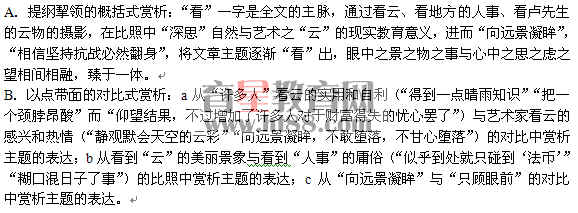 A．提纲挈领的概括式赏析：“看”一字是全文的主脉，通过看云、看地方的人事、看卢先生
的云物的摄影，在比照中“深思”自然与艺术之“云”的现实教育意义，进而“向远景凝眸”，
“相信坚持抗战必然翻身”，将文章主题逐渐“看”出，眼中之景之物之事与心中之思之虑之
望相间相融，臻于一体。
B．以点带面的对比式赏析：a 从“许多人”看云的实用和自利（“得到一点晴雨知识”“把一
个颈脖昂酸”而“仰望结果，不过增加了许多人对于财富得失的忧心罢了”）与艺术家看云的
感兴和热情（“静观默会天空的云彩”“向远景凝眸，不敢堕落，不甘心堕落”）的对比中赏析
主题的表达；b 从看到“云”的美丽景象云看到“人事”的庸俗（“似乎到处就只碰到‘法币’”
“糊口混日子了事”）的比照中赏析主题的表达；c 从“向远景凝眸”与“只顾眼前”的对比
中赏析主题的表达。